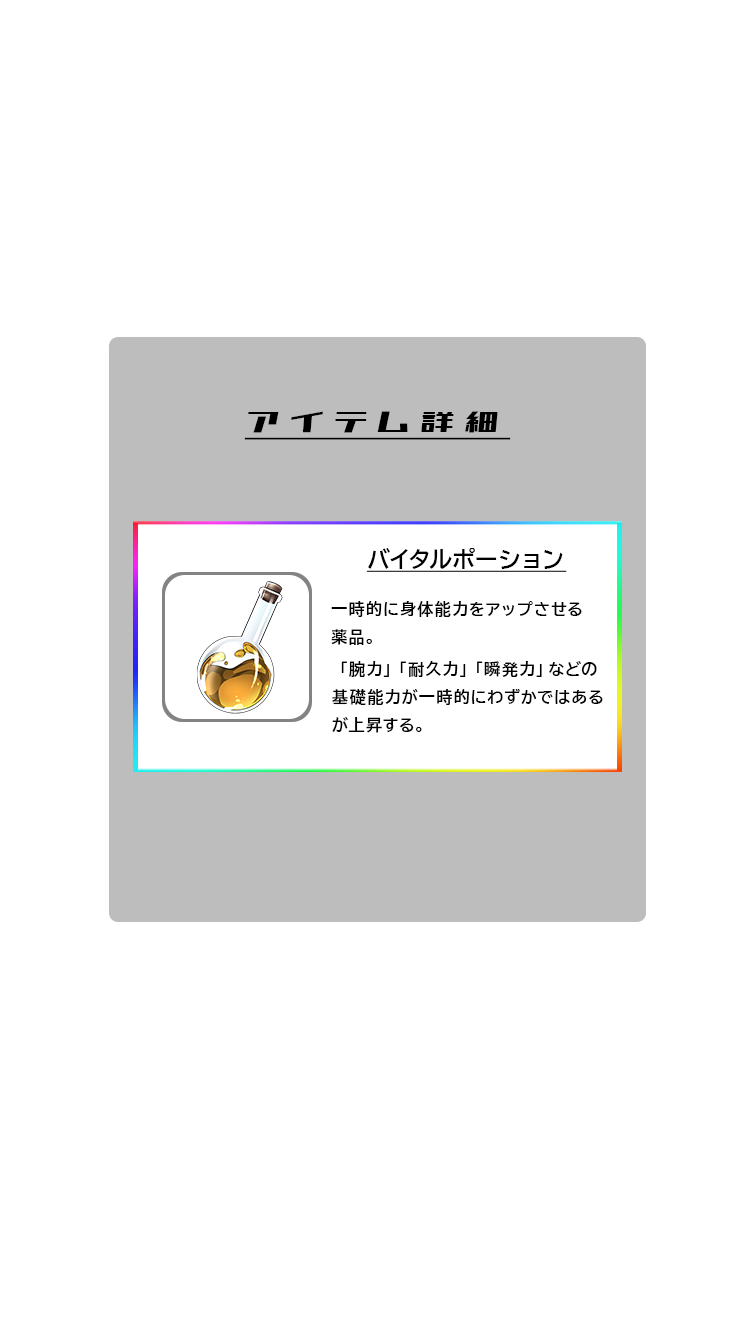 アイテム詳細
バイタルポーション
一時的に身体能力をアップさせる
薬品。
「腕力」「耐久力」「瞬発力」などの
基礎能力が一時的にわずかではある
が上昇する。